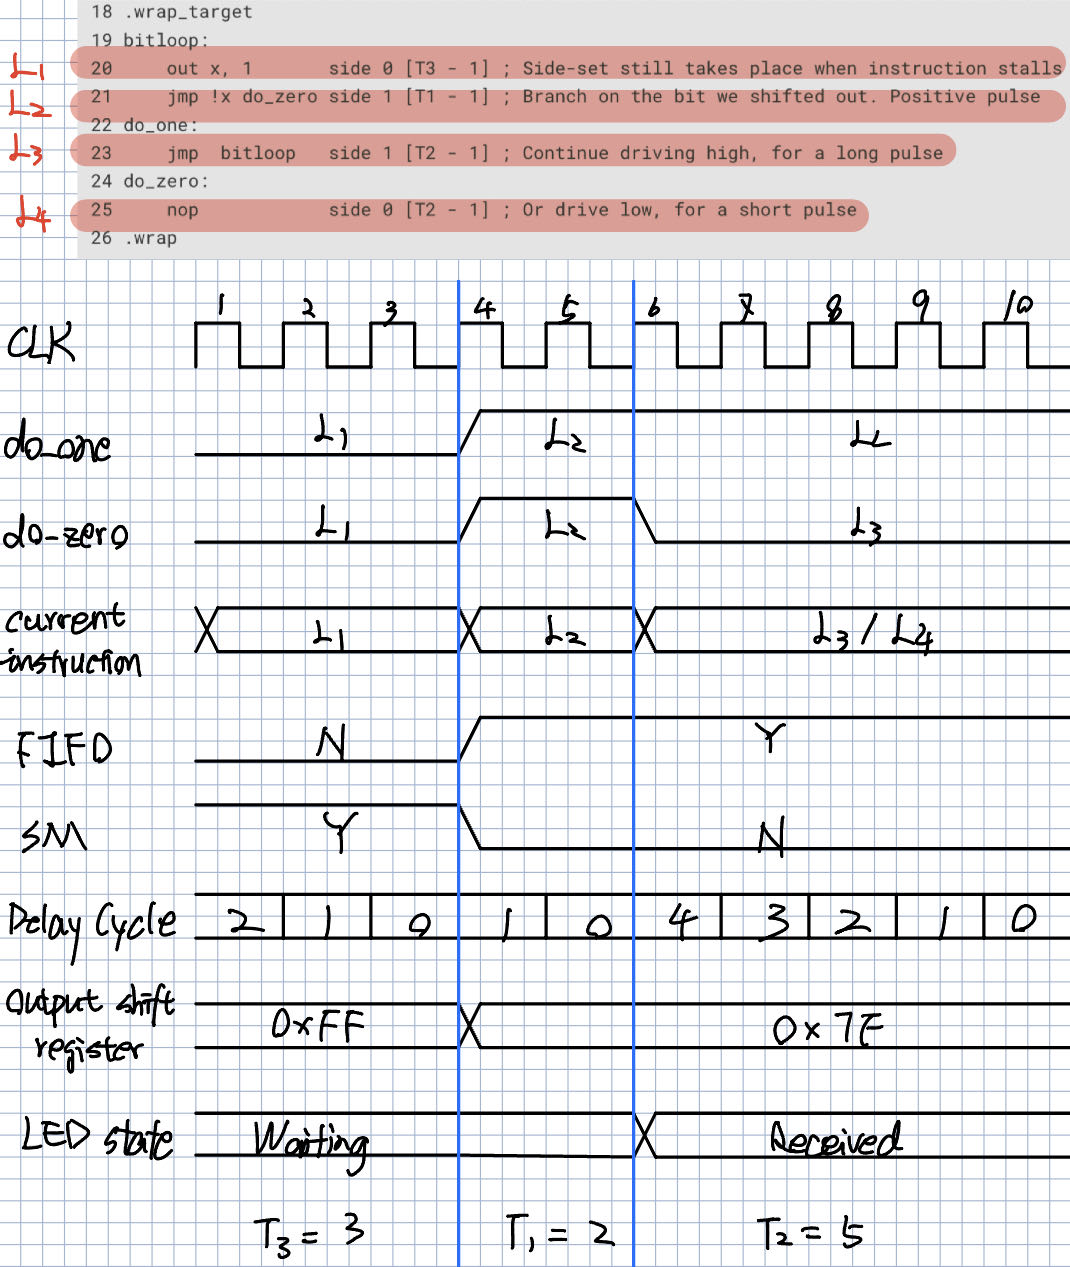 18 .wrap_target
19 bitloop:
L1 20 out x, 1 side 0 [T3 - 1] ; Side-set still takes place when instruction stalls
L2 21 jmp !x do_zero side 1 [T1 - 1] ; Branch on the bit we shifted out. Positive pulse
22 do_one:
L3 23 jmp bitloop side 1 [T2 - 1] ; Continue driving high, for a long pulse
24 do_zero:
L4 25 nop side 0 [T2 - 1] ; Or drive low, for a short pulse
26 .wrap
1 2 3 4 5 6 7 8 9 10
CLK
do_one L1 L2
do-zero L1 L2 L3
current
instruction L1 L2 L3 / L4
FIFO N Y
SM Y N
Delay Cycle 2 1 0 1 0 4 3 2 1 0
Output shift
register 0xFF 0x7F
LED state Waiting Received
T3 = 3 T1 = 2 T2 = 5